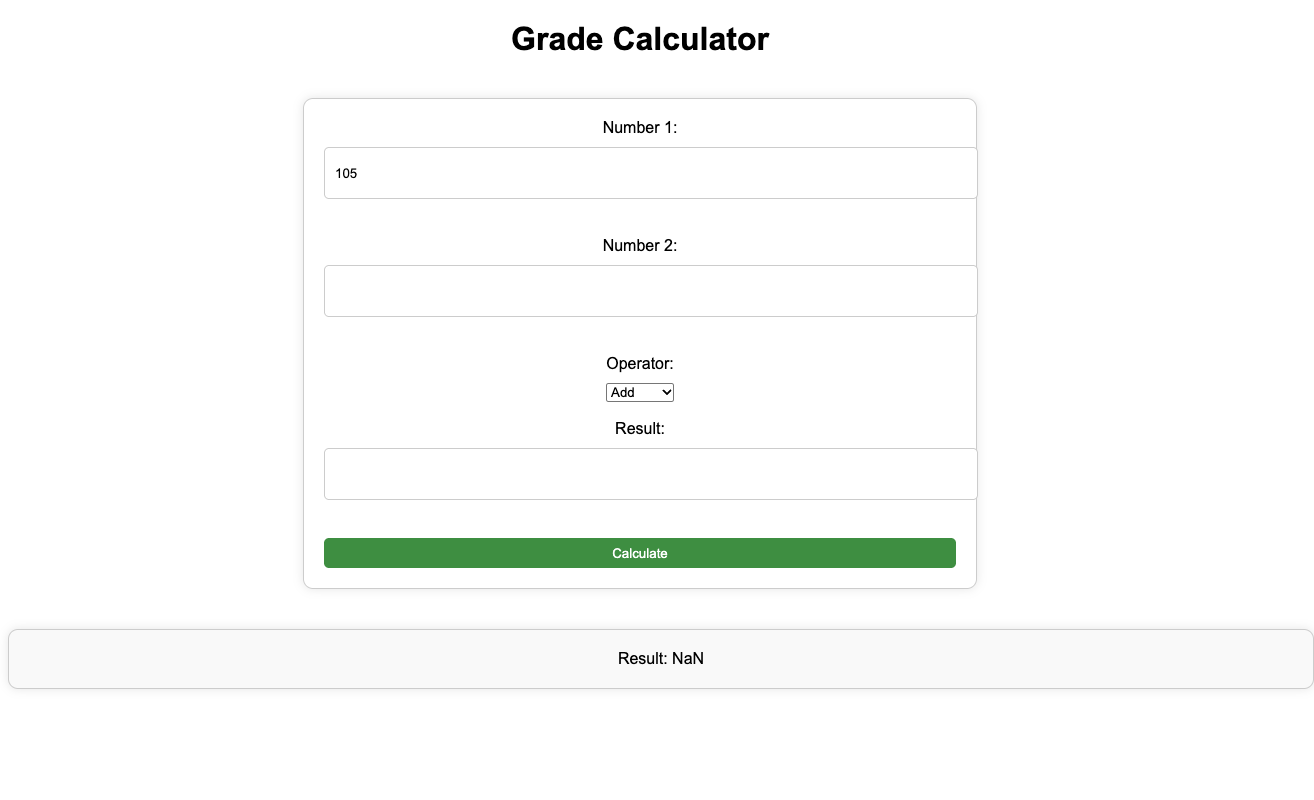 Grade Calculator
Number 1:
105
Number 2:
Operator:
Add
Result:
Calculate
Result: NaN